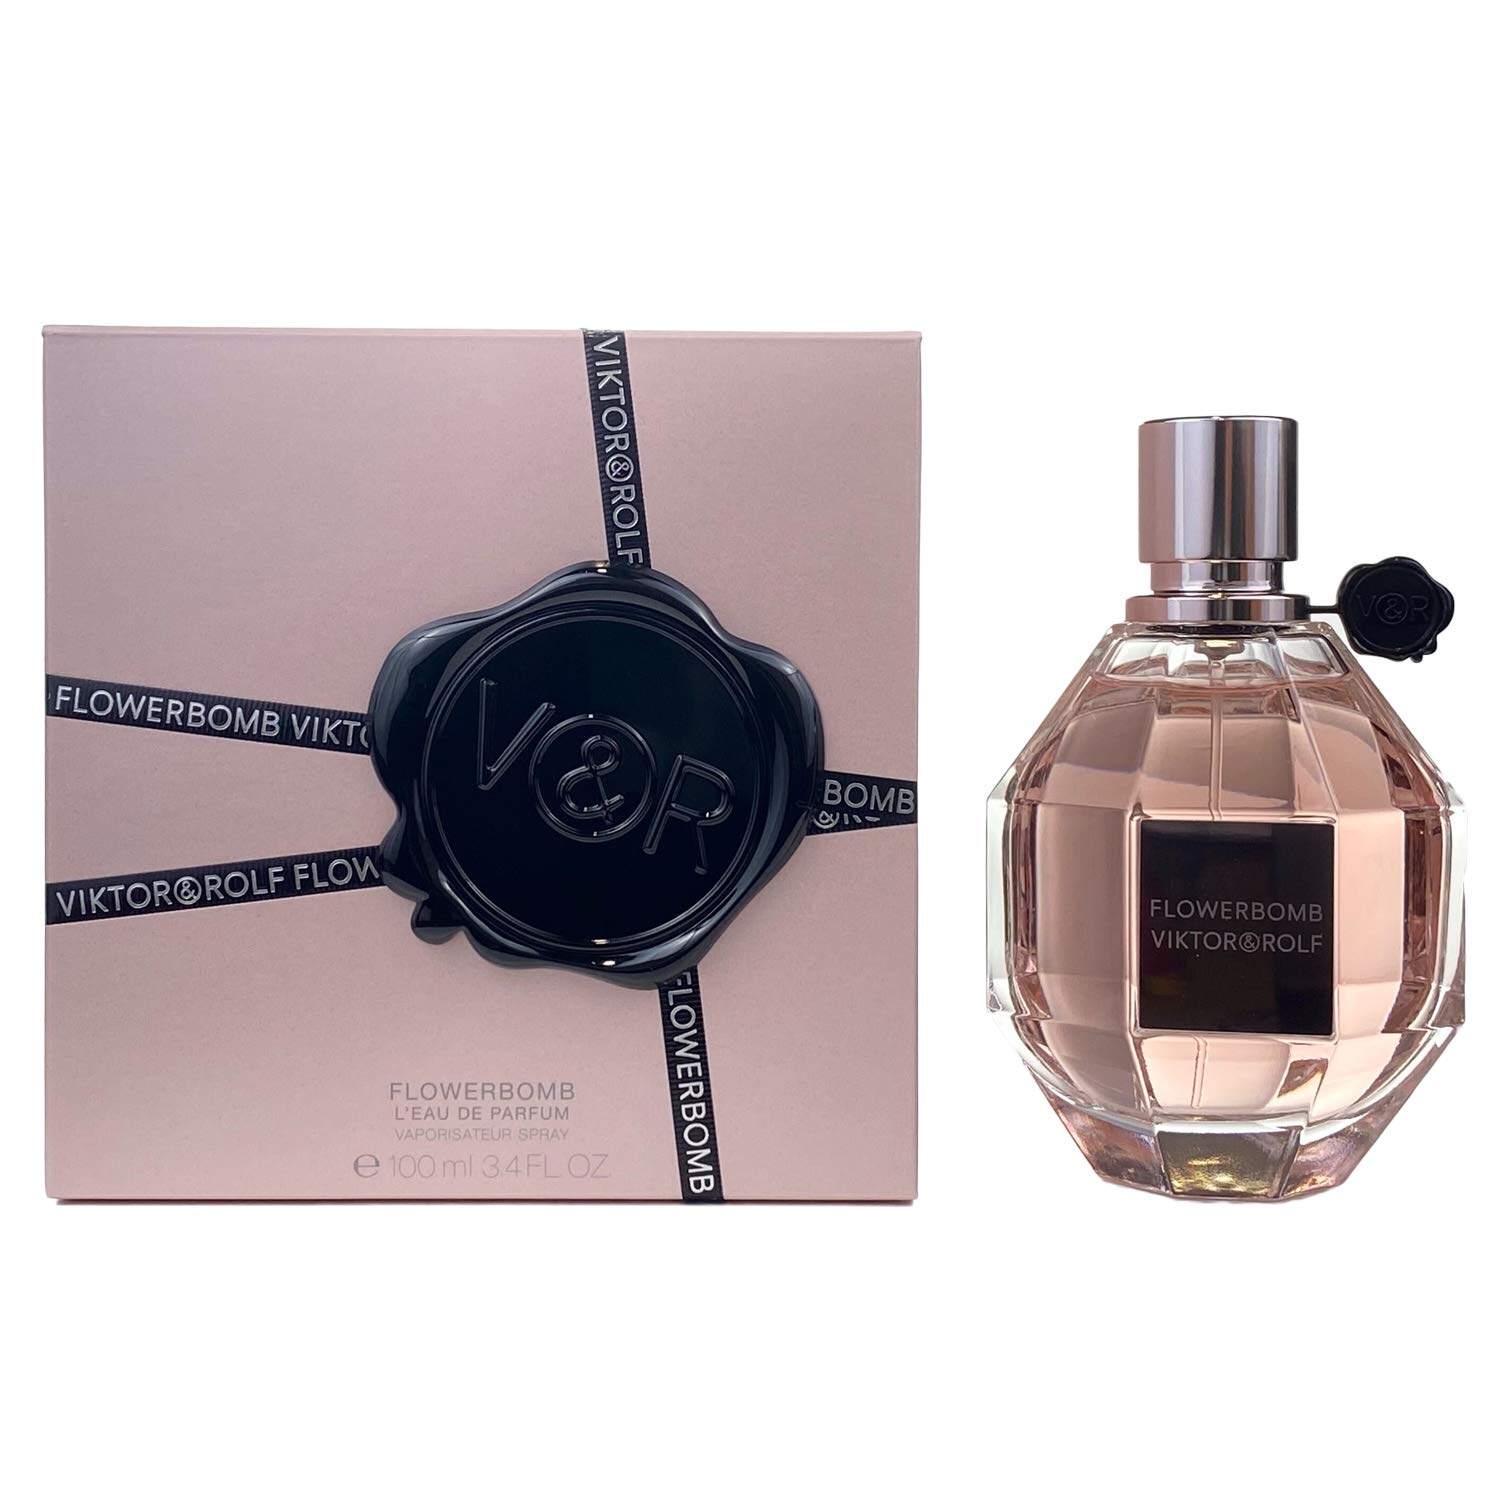 VIKTOR&ROLF
FLOWERBOMB VIKTO
V&R
BOMB
VIKTOR&ROLF FLOW
FLOWERBOMB
FLOWERBOMB
L'EAU DE PARFUM
VAPORISATEUR SPRAY
e 100 ml 3.4 FL. OZ
V&R
FLOWERBOMB
VIKTOR&ROLF